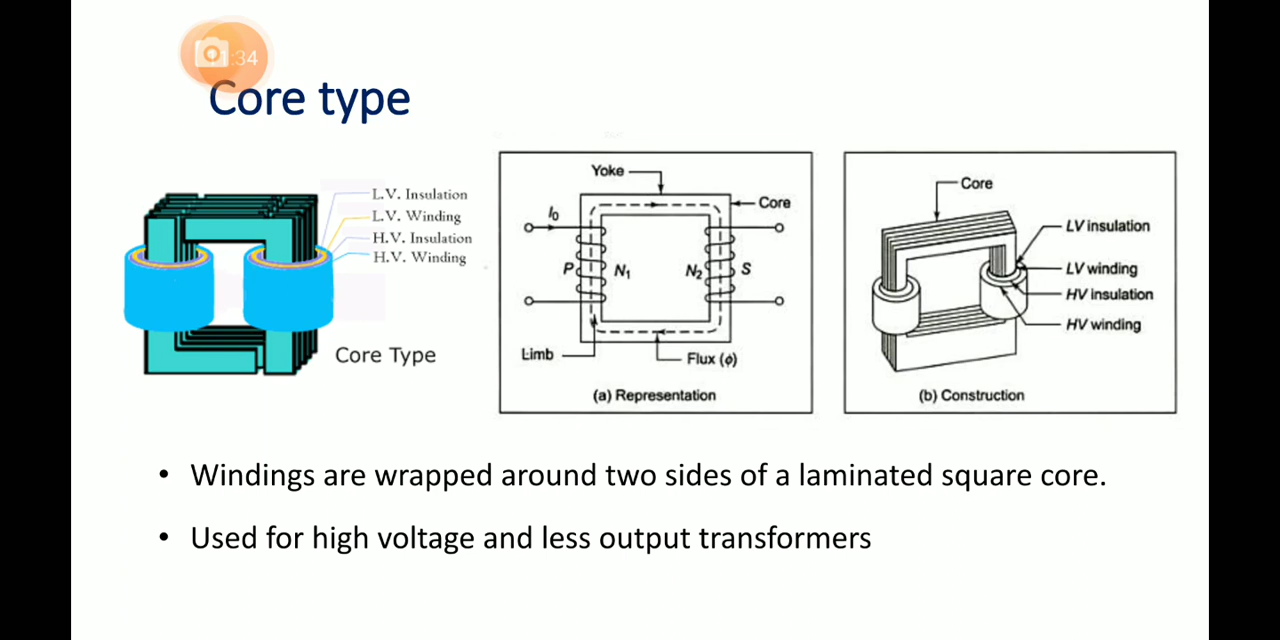 1:34
Core type
L.V. Insulation
L.V. Winding
H.V. Insulation
H.V. Winding
Core Type
Yoke
Core
I0
P
N1
N2
S
Limb
Flux (ϕ)
(a) Representation
Core
LV insulation
LV winding
HV insulation
HV winding
(b) Construction
• Windings are wrapped around two sides of a laminated square core.
• Used for high voltage and less output transformers